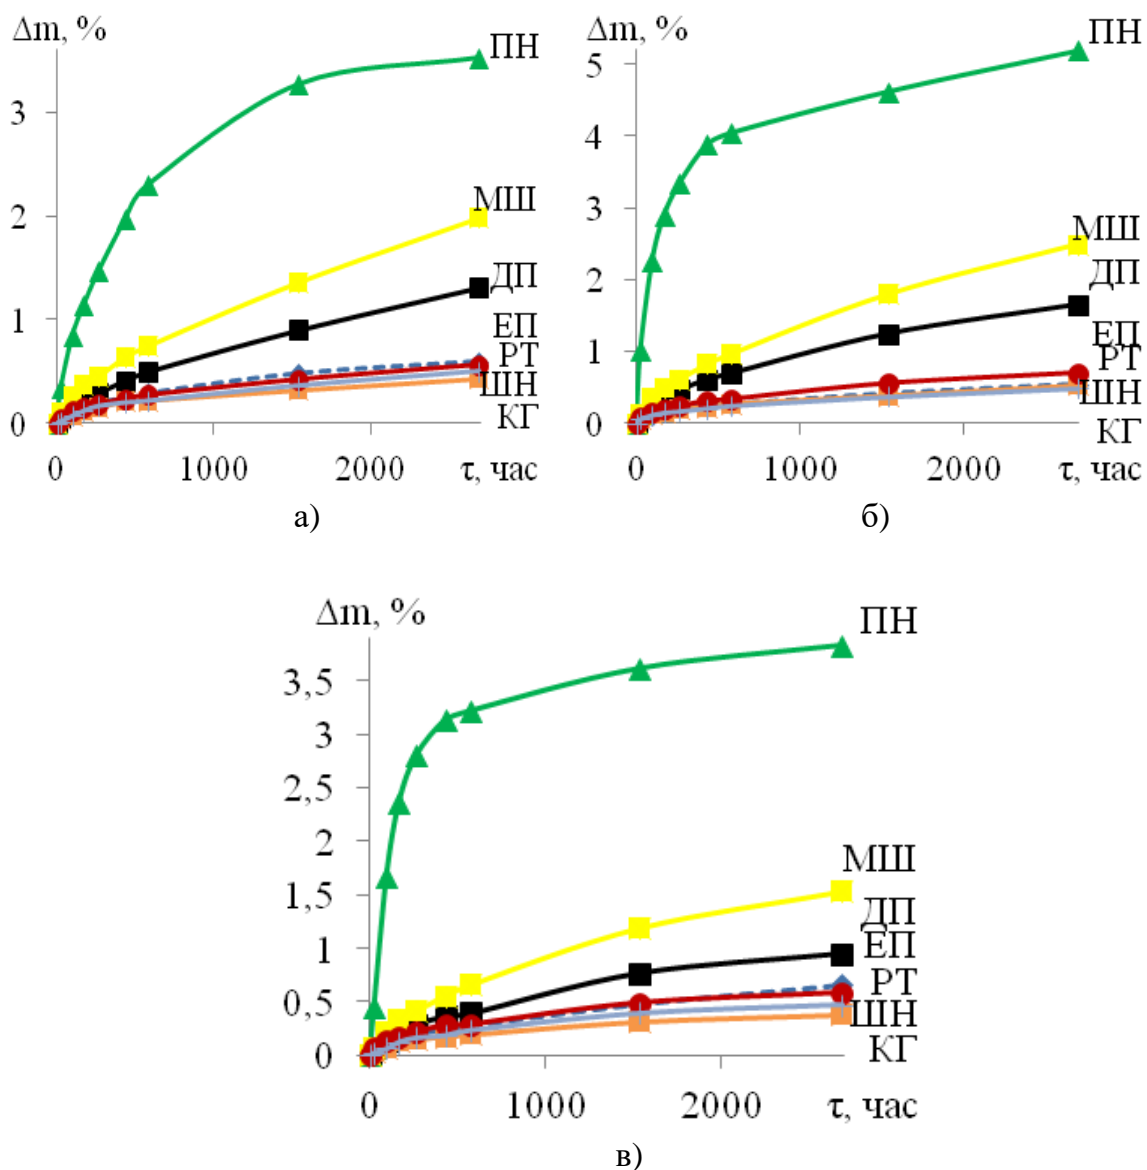 Δm, %
ПН
3
МШ
2
ДП
1
ЕП
РТ
ШН
0
КГ
0
1000
2000
τ, час
а)
Δm, %
ПН
5
4
3
МШ
2
ДП
1
ЕП
РТ
ШН
0
КГ
0
1000
2000
τ, час
б)
Δm, %
ПН
3,5
3
2,5
2
МШ
1,5
ДП
1
ЕП
РТ
0,5
ШН
0
КГ
0
1000
2000
τ, час
в)